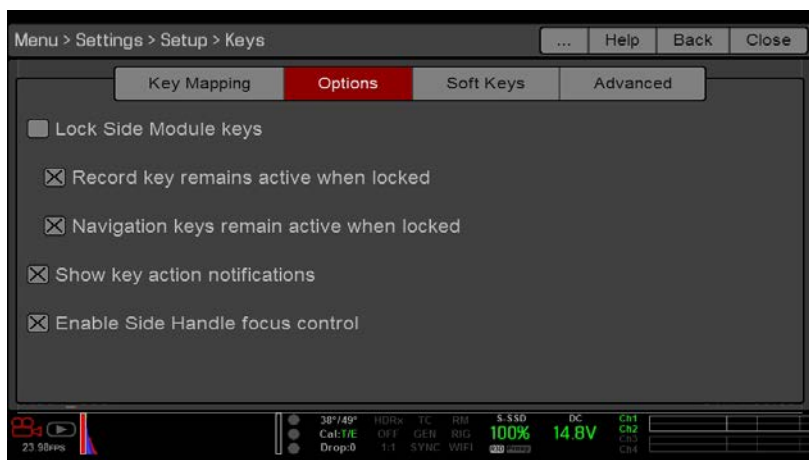 Menu > Settings > Setup > Keys ... Help Back Close
Key Mapping Options Soft Keys Advanced
Lock Side Module keys
Record key remains active when locked
Navigation keys remain active when locked
Show key action notifications
Enable Side Handle focus control
38°/49° HDRx TC RM S.SSD DC Ch1
Cal:T/E OFF GEN RIG 100% 14.8V Ch2
23.98FPS Drop:0 1:1 SYNC WIFI R3D Ch3
Ch4